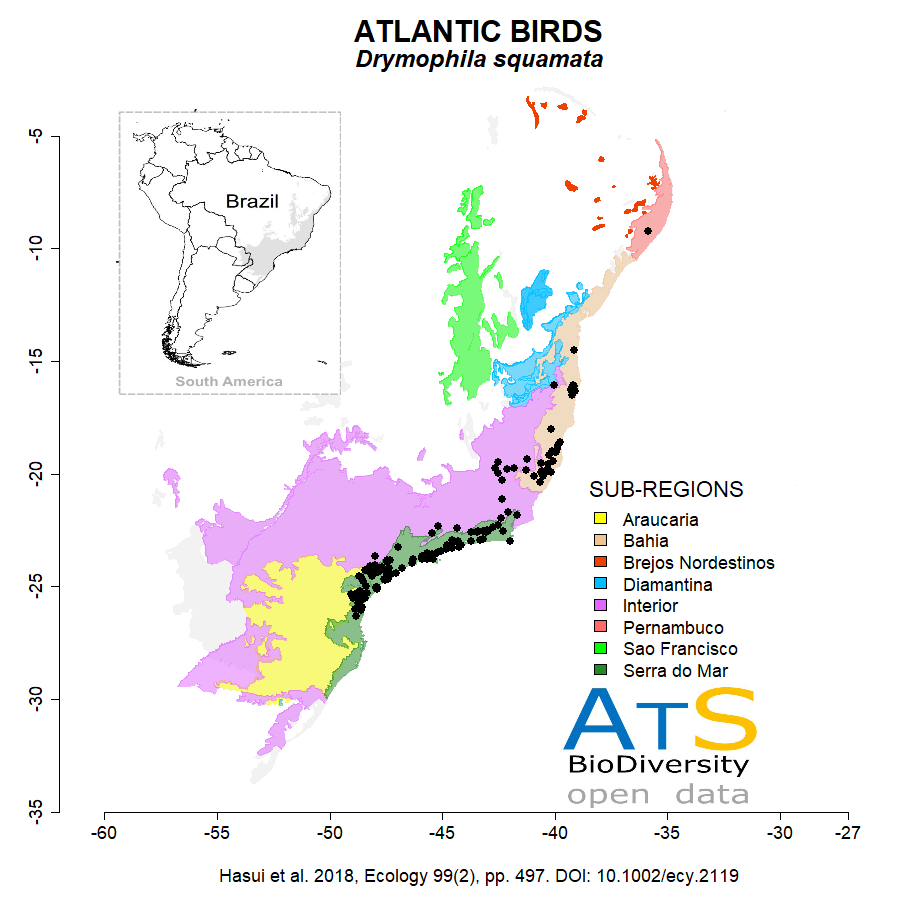 ATLANTIC BIRDS
Drymophila squamata
Brazil
South America
-5
-10
-15
-20
-25
-30
-35
SUB-REGIONS
Araucaria
Bahia
Brejos Nordestinos
Diamantina
Interior
Pernambuco
Sao Francisco
Serra do Mar
ATS
BioDiversity
open data
-60
-55
-50
-45
-40
-35
-30
-27
Hasui et al. 2018, Ecology 99(2), pp. 497. DOI: 10.1002/ecy.2119